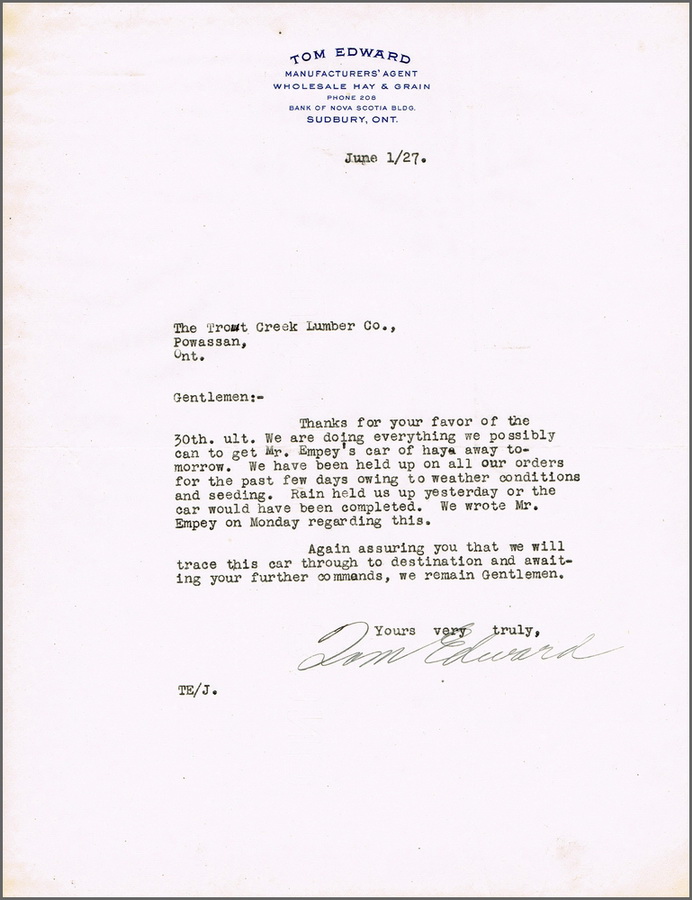 TOM EDWARD
MANUFACTURERS' AGENT
WHOLESALE HAY & GRAIN
PHONE 208
BANK OF NOVA SCOTIA BLDG.
SUDBURY, ONT.
June 1/27.
The Trout Creek Lumber Co.,
Powassan,
Ont.
Gentlemen:-
Thanks for your favor of the
30th. ult. We are doing everything we possibly
can to get Mr. Empey's car of haya away to-
morrow. We have been held up on all our orders
for the past few days owing to weather conditions
and seeding. Rain held us up yesterday or the
car would have been completed. We wrote Mr.
Empey on Monday regarding this.
Again assuring you that we will
trace this car through to destination and await-
ing your further commands, we remain Gentlemen.
Yours very truly,
Tom Edward
TE/J.